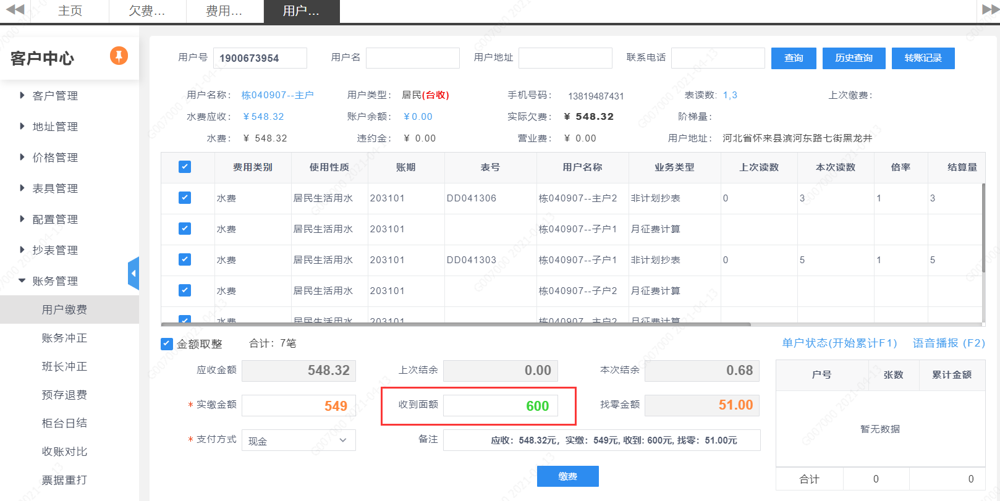 主页 欠费... 费用... 用户...
客户中心
客户管理
地址管理
价格管理
表具管理
配置管理
抄表管理
账务管理
用户缴费
账务冲正
班长冲正
预存退费
柜台日结
收账对比
票据重打
用户号 1900673954 用户名 用户地址 联系电话 查询 历史查询 转账记录
用户名称： 栋040907--主户 用户类型： 居民(台收) 手机号码： 13819487431 表读数: 1,3 上次缴费：
水费应收： ¥548.32 账户余额： ¥0.00 实际欠费： ¥ 548.32 阶梯量：
水费： ¥ 548.32 违约金： ¥ 0.00 营业费： ¥ 0.00 用户地址： 河北省怀来县滨河东路七街黑龙井
费用类别 使用性质 账期 表号 用户名称 业务类型 上次读数 本次读数 倍率 结算量
水费 居民生活用水 203101 DD041306 栋040907--主户2 非计划抄表 0 3 1 3
水费 居民生活用水 203101 栋040907--子户1 月征费计算
水费 居民生活用水 203101 DD041303 栋040907--子户1 非计划抄表 0 5 1 5
水费 居民生活用水 203101 栋040907--子户2 月征费计算
水费 居民生活用水 203101 栋040907--主户2 月征费计算
金额取整 合计：7笔 单户状态(开始累计F1) 语音播报 (F2)
应收金额 548.32 上次结余 0.00 本次结余 0.68
* 实缴金额 549 收到面额 600 找零金额 51.00
* 支付方式 现金 备注 应收：548.32元，实缴：549元, 收到: 600元, 找零：51.00元
缴费
户号 张数 累计金额
暂无数据
合计 0 0
G007000 2021-04-13